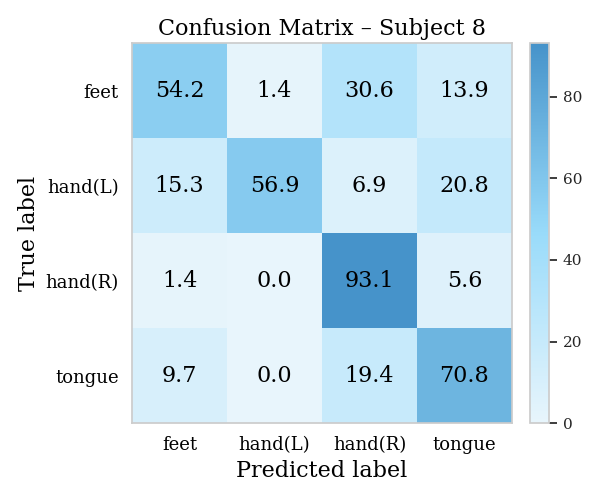 Confusion Matrix – Subject 8
True label
feet 54.2 1.4 30.6 13.9
hand(L) 15.3 56.9 6.9 20.8
hand(R) 1.4 0.0 93.1 5.6
tongue 9.7 0.0 19.4 70.8
feet hand(L) hand(R) tongue
Predicted label
80
60
40
20
0